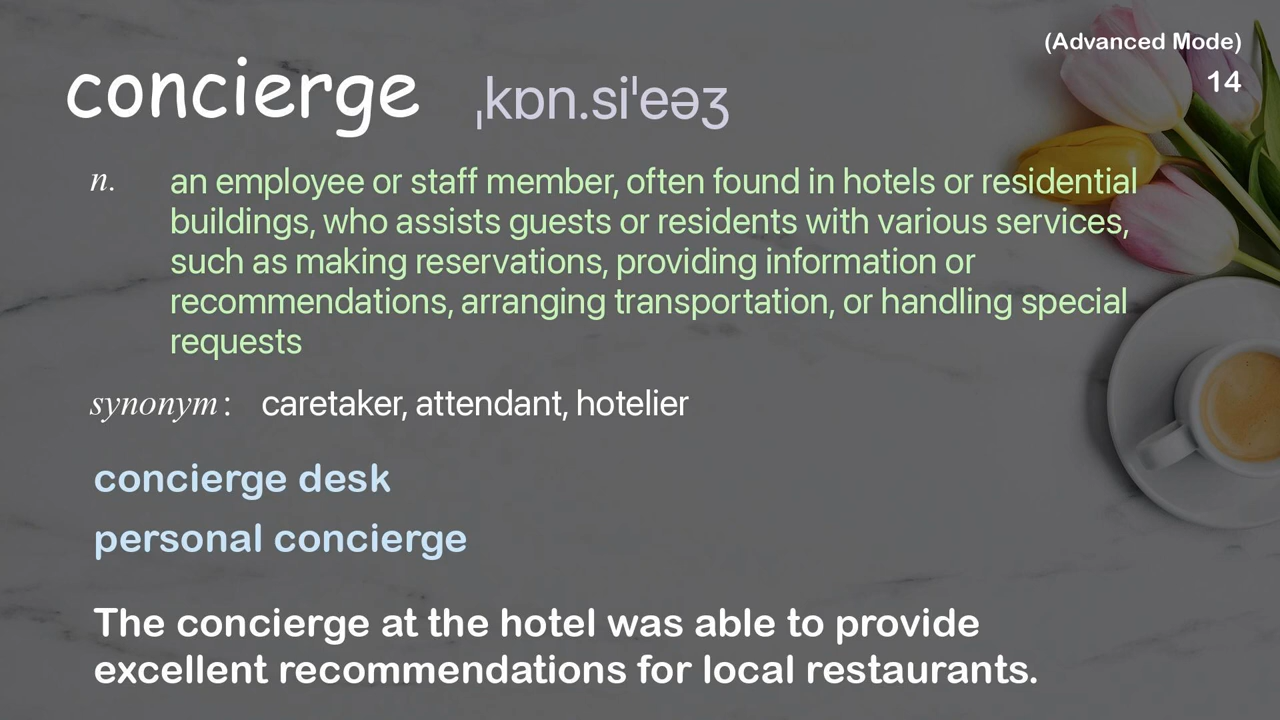 (Advanced Mode)
14
concierge ˌkɒn.siˈeəʒ
n. an employee or staff member, often found in hotels or residential
buildings, who assists guests or residents with various services,
such as making reservations, providing information or
recommendations, arranging transportation, or handling special
requests
synonym: caretaker, attendant, hotelier
concierge desk
personal concierge
The concierge at the hotel was able to provide
excellent recommendations for local restaurants.